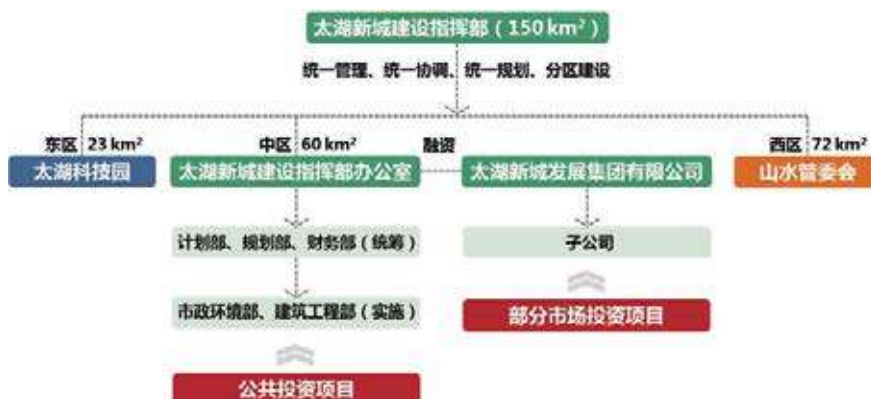 太湖新城建设指挥部（150 km²）
统一管理、统一协调、统一规划、分区建设
东区 23 km²
中区 60 km²
融资
西区 72 km²
太湖科技园
太湖新城建设指挥部办公室
太湖新城发展集团有限公司
山水管委会
计划部、规划部、财务部（统筹）
子公司
市政环境部、建筑工程部（实施）
部分市场投资项目
公共投资项目